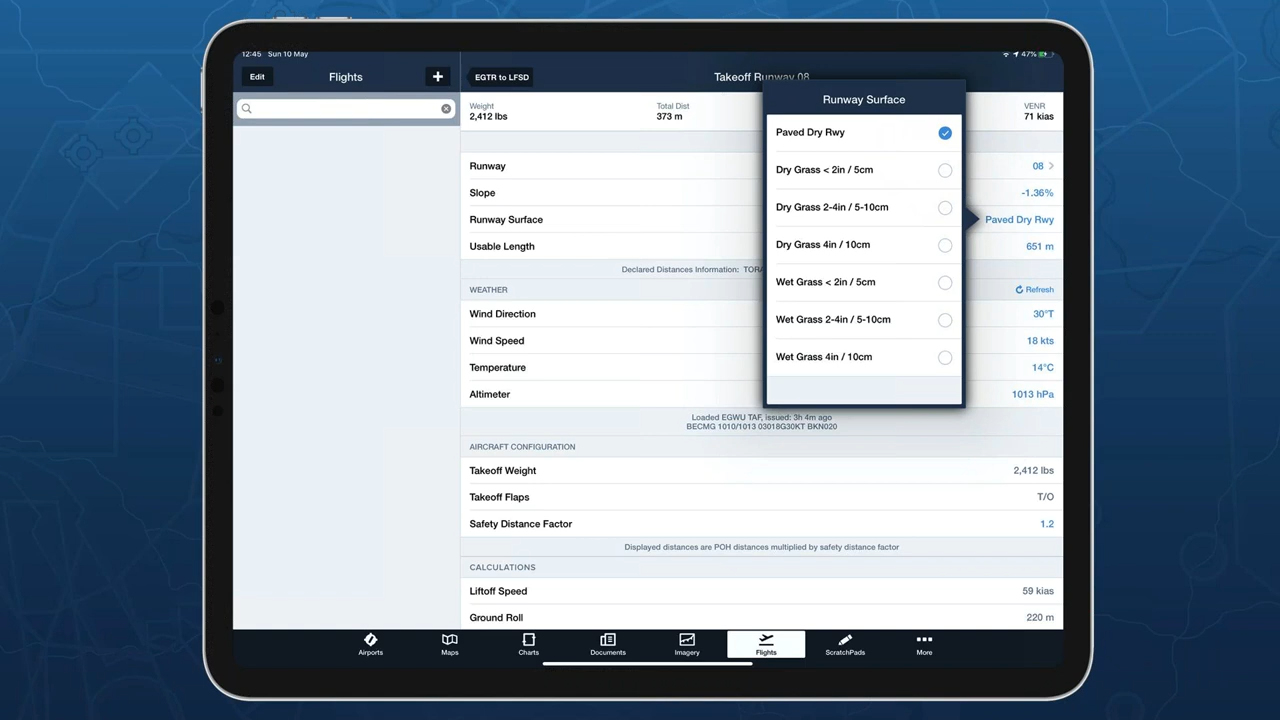 12:45 Sun 10 May
47%
Edit
Flights
EGTR to LFSD
Takeoff Runway 08
Weight
2,412 lbs
Total Dist
373 m
VENR
71 kias
Runway
08
Slope
-1.36%
Runway Surface
Paved Dry Rwy
Usable Length
651 m
Declared Distances Information: TORA
WEATHER
Refresh
Wind Direction
30°T
Wind Speed
18 kts
Temperature
14°C
Altimeter
1013 hPa
Loaded EGWU TAF, issued: 3h 4m ago
BECMG 1010/1013 03018G30KT BKN020
AIRCRAFT CONFIGURATION
Takeoff Weight
2,412 lbs
Takeoff Flaps
T/O
Safety Distance Factor
1.2
Displayed distances are POH distances multiplied by safety distance factor
CALCULATIONS
Liftoff Speed
59 kias
Ground Roll
220 m
Runway Surface
Paved Dry Rwy
Dry Grass < 2in / 5cm
Dry Grass 2-4in / 5-10cm
Dry Grass 4in / 10cm
Wet Grass < 2in / 5cm
Wet Grass 2-4in / 5-10cm
Wet Grass 4in / 10cm
Airports
Maps
Charts
Documents
Imagery
Flights
ScratchPads
More